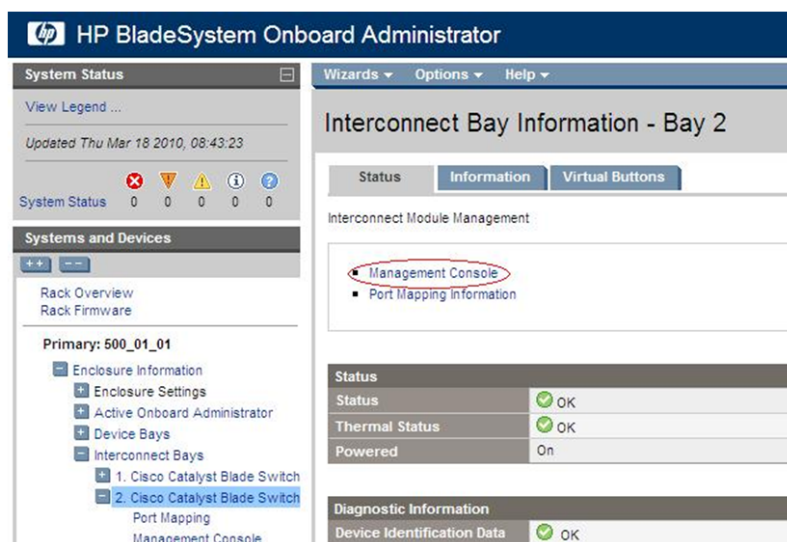 hp HP BladeSystem Onboard Administrator
System Status
View Legend ...
Updated Thu Mar 18 2010, 08:43:23
System Status 0 0 0 0 0
Systems and Devices
Rack Overview
Rack Firmware
Primary: 500_01_01
Enclosure Information
Enclosure Settings
Active Onboard Administrator
Device Bays
Interconnect Bays
1. Cisco Catalyst Blade Switch
2. Cisco Catalyst Blade Switch
Port Mapping
Management Console
Wizards Options Help
Interconnect Bay Information - Bay 2
Status Information Virtual Buttons
Interconnect Module Management
Management Console
Port Mapping Information
Status
Status OK
Thermal Status OK
Powered On
Diagnostic Information
Device Identification Data OK